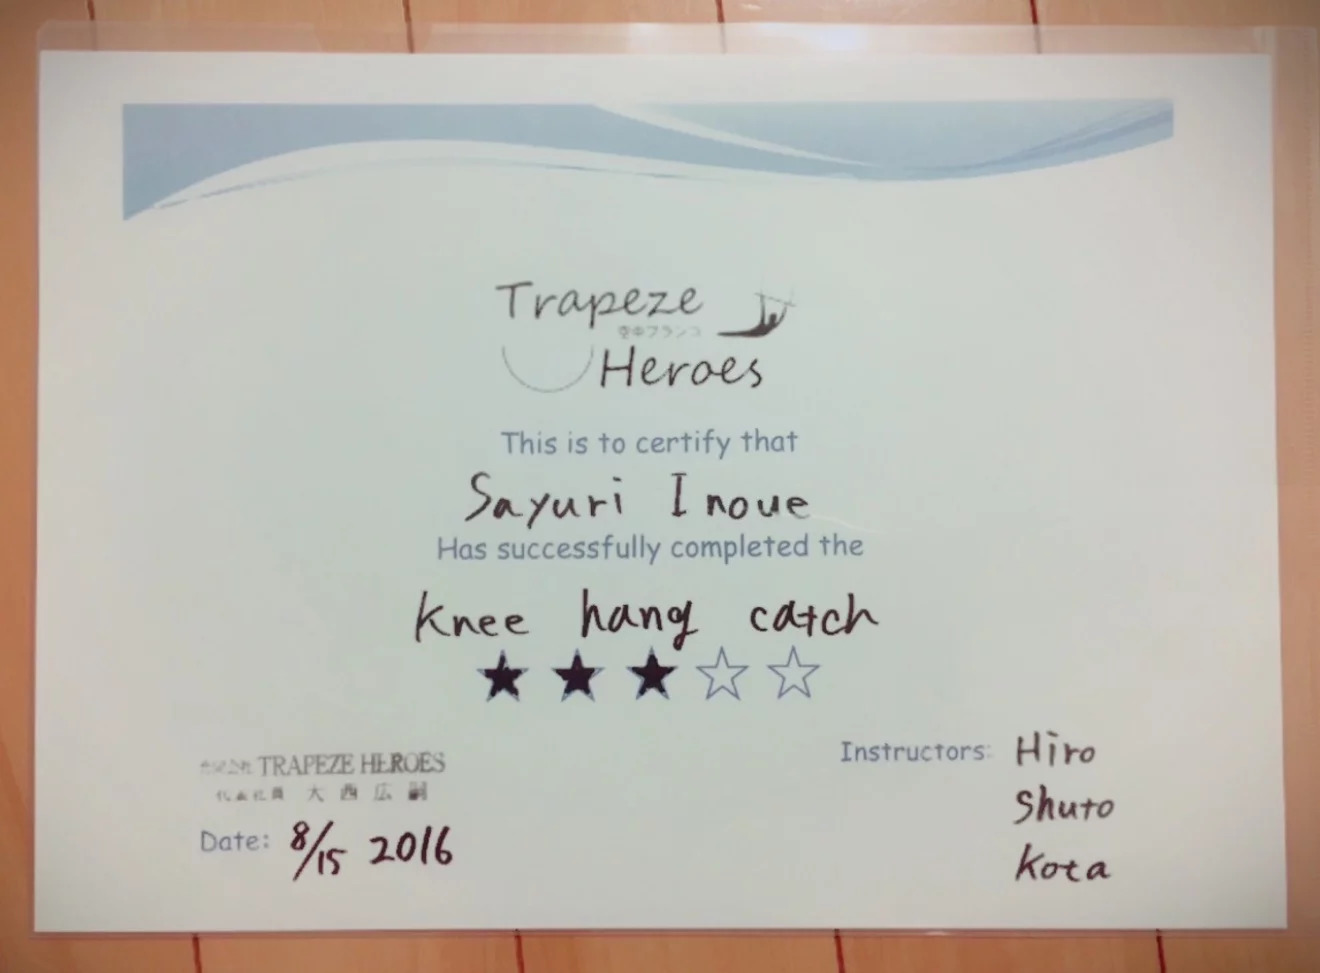 Trapeze
空中ブランコ
Heroes
This is to certify that
Sayuri Inoue
Has successfully completed the
knee hang catch
TRAPEZE HEROES
代表社員 大西広嗣
Instructors: Hiro
Shuto
Kota
Date: 8/15 2016